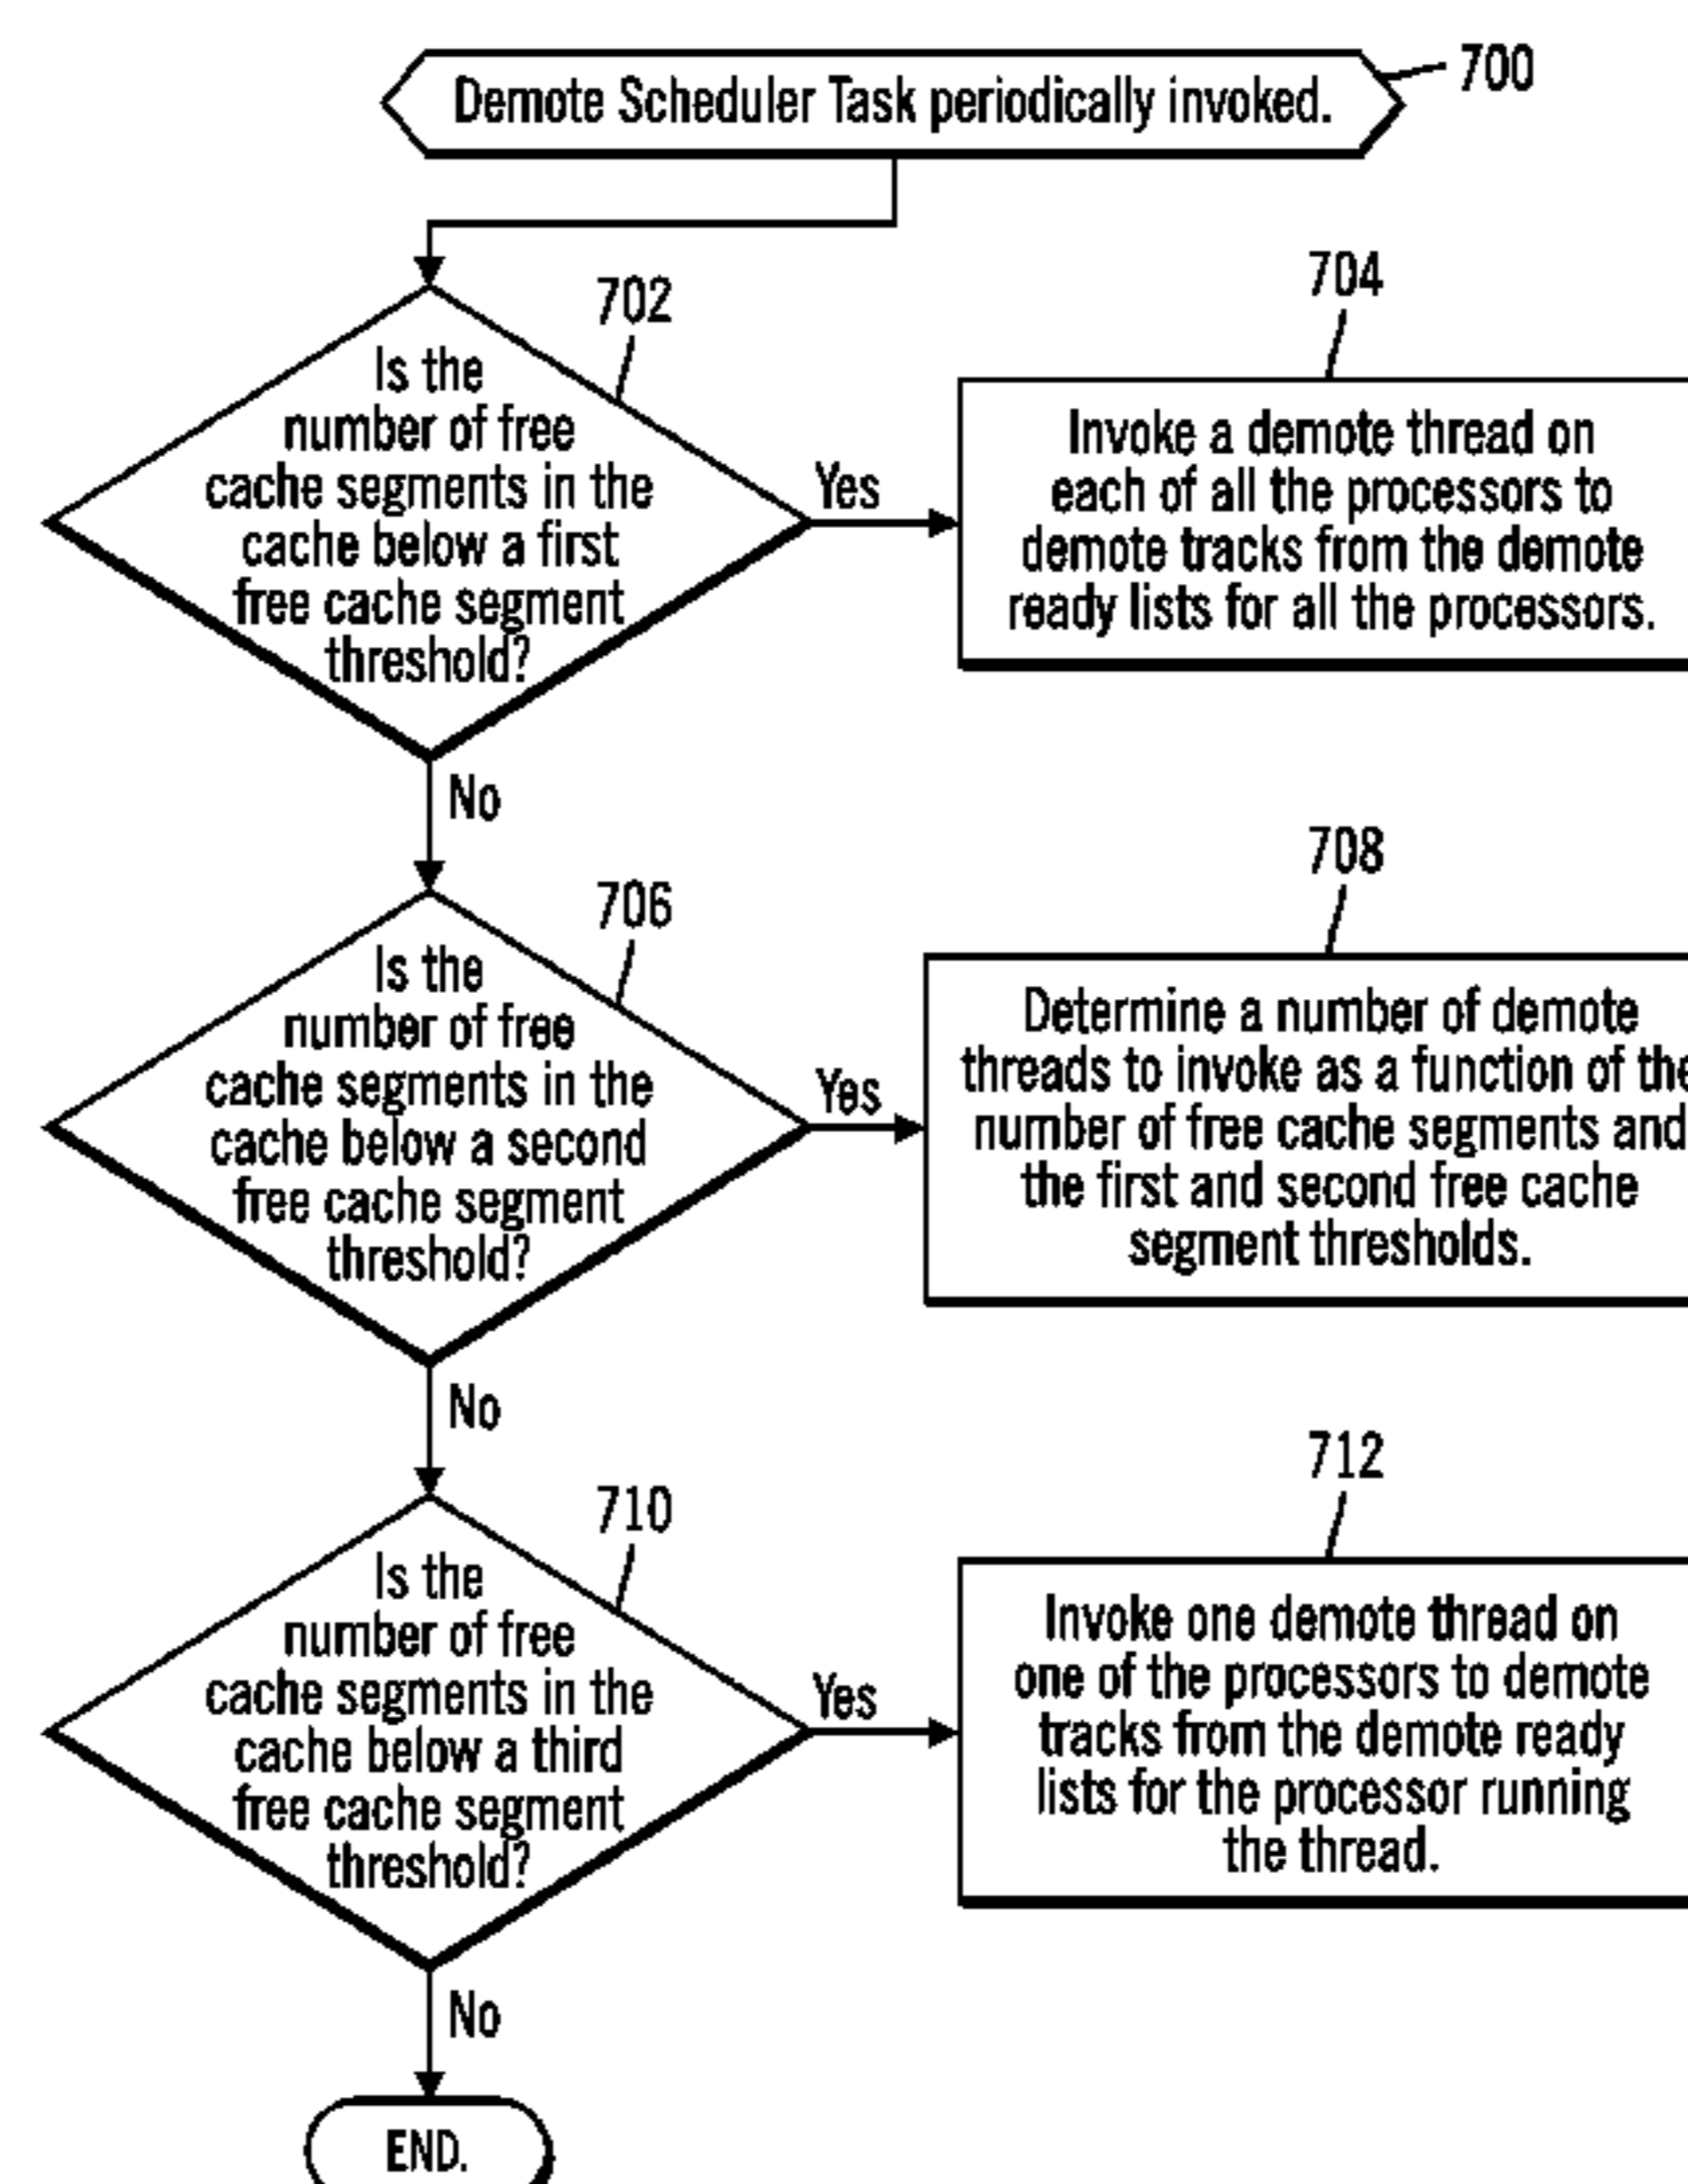 Demote Scheduler Task periodically invoked.
700
702
Is the
number of free
cache segments in the
cache below a first
free cache segment
threshold?
Yes
704
Invoke a demote thread on
each of all the processors to
demote tracks from the demote
ready lists for all the processors.
No
706
Is the
number of free
cache segments in the
cache below a second
free cache segment
threshold?
Yes
708
Determine a number of demote
threads to invoke as a function of the
number of free cache segments and
the first and second free cache
segment thresholds.
No
710
Is the
number of free
cache segments in the
cache below a third
free cache segment
threshold?
Yes
712
Invoke one demote thread on
one of the processors to demote
tracks from the demote ready
lists for the processor running
the thread.
No
END.